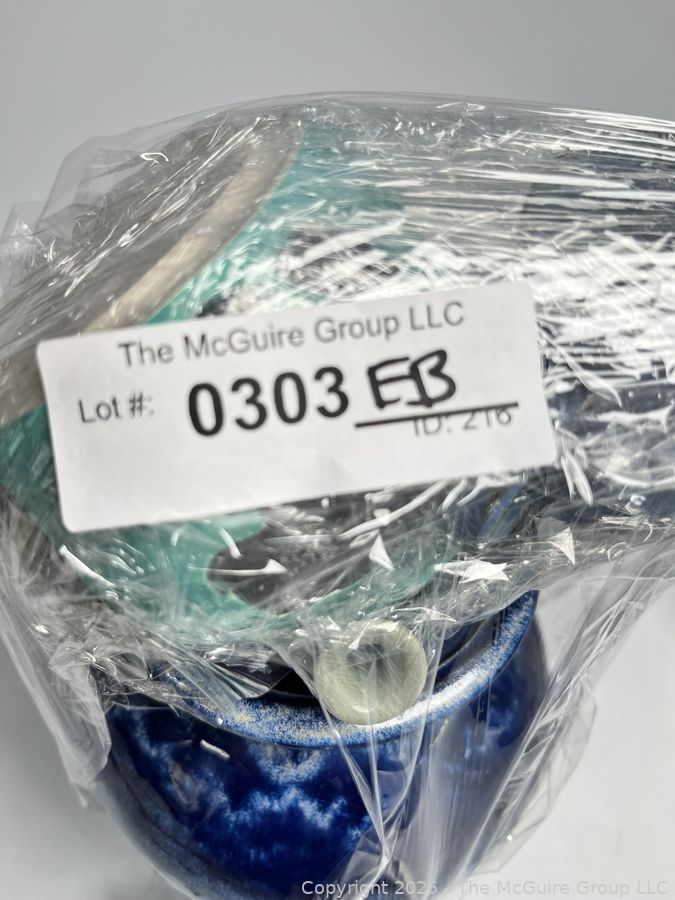 The McGuire Group LLC
Lot #: 0303 EB
ID: 216
Copyright 2025 The McGuire Group LLC